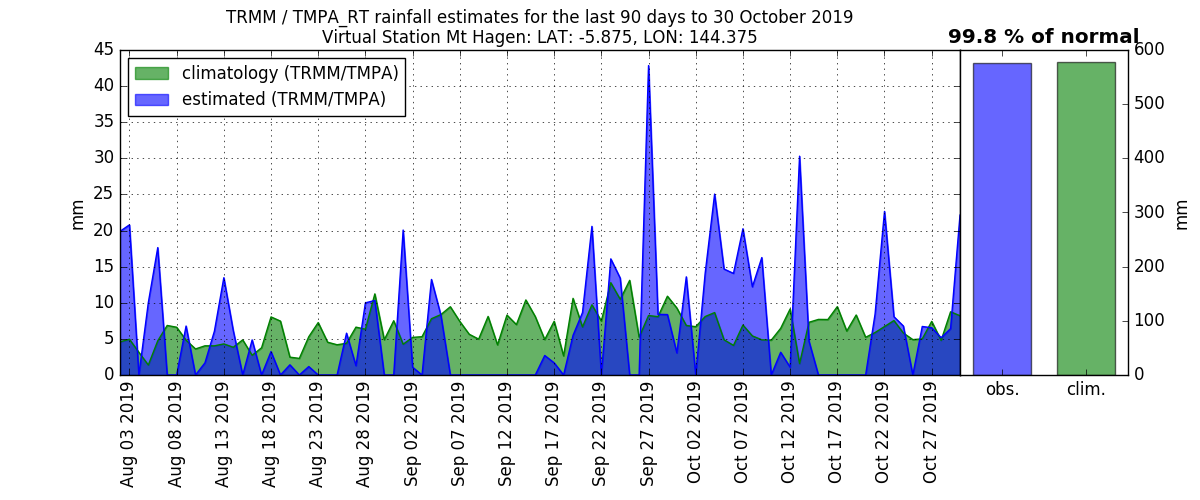 TRMM / TMPA_RT rainfall estimates for the last 90 days to 30 October 2019
Virtual Station Mt Hagen: LAT: -5.875, LON: 144.375
99.8 % of normal
climatology (TRMM/TMPA)
estimated (TRMM/TMPA)
45
40
35
30
25
20
15
10
5
0
mm
Aug 03 2019
Aug 08 2019
Aug 13 2019
Aug 18 2019
Aug 23 2019
Aug 28 2019
Sep 02 2019
Sep 07 2019
Sep 12 2019
Sep 17 2019
Sep 22 2019
Sep 27 2019
Oct 02 2019
Oct 07 2019
Oct 12 2019
Oct 17 2019
Oct 22 2019
Oct 27 2019
600
500
400
300
200
100
0
mm
obs.
clim.